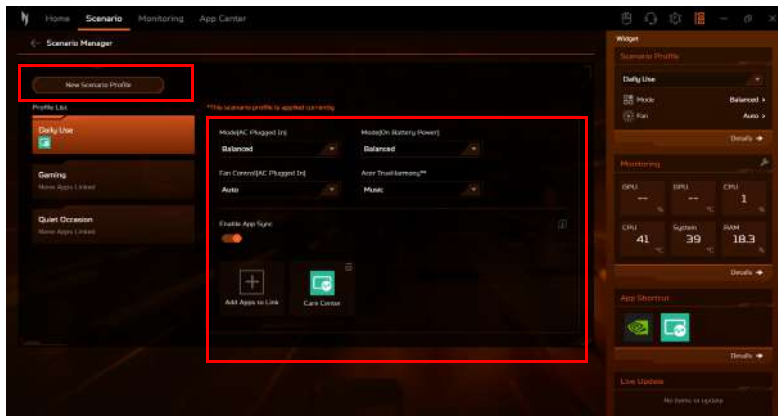 Home Scenario Monitoring App Center
Scenario Manager
New Scenario Profile
Profile List
Daily Use
Gaming
None Apps Linked
Quiet Occasion
None Apps Linked
**This scenario profile is applied currently
Mode(AC Plugged In) Mode(On Battery Power)
Balanced Balanced
Fan Control(AC Plugged In) Acer TrueHarmony™
Auto Music
Enable App Sync
Add Apps to Link Care Center
Widget
Scenario Profile
Daily Use
Mode Balanced >
Fan Auto >
Details
Monitoring
GPU GPU CPU
-- -- 1
% °C %
CPU System RAM
41 39 18.3
°C °C %
Details
App Shortcut
Details
Live Update
No items to update